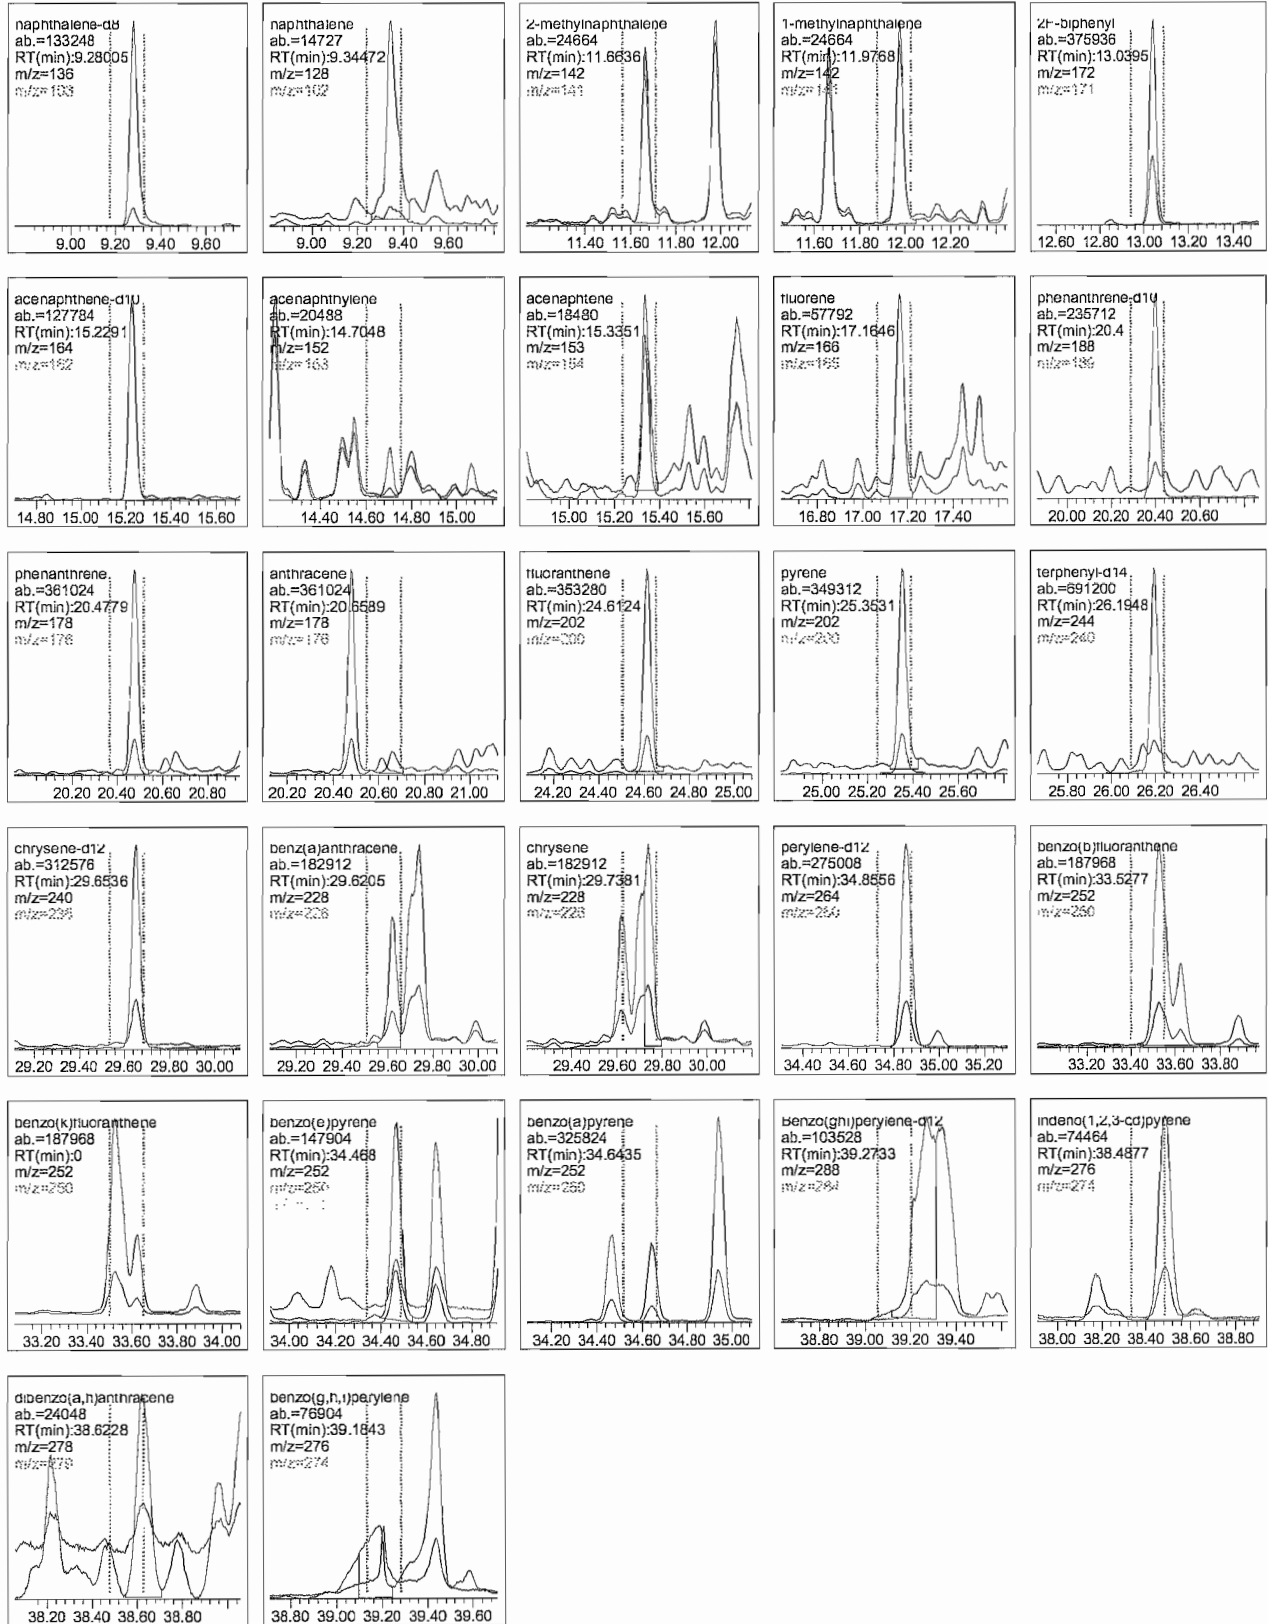 naphthalene-d8
ab.=133248
RT(min):9.28005
m/z=136
9.00 9.20 9.40 9.60
naphthalene
ab.=14727
RT(min):9.34472
m/z=128
m/z=102
9.00 9.20 9.40 9.60
2-methylnaphthalene
ab.=24664
RT(min):11.6636
m/z=142
m/z=141
11.40 11.60 11.80 12.00
1-methylnaphthalene
ab.=24664
RT(min):11.9768
m/z=142
11.60 11.80 12.00 12.20
2F-biphenyl
ab.=375936
RT(min):13.0395
m/z=172
m/z=171
12.60 12.80 13.00 13.20 13.40
acenaphthene-d10
ab.=127784
RT(min):15.2291
m/z=164
m/z=162
14.80 15.00 15.20 15.40 15.60
acenaphthylene
ab.=20488
RT(min):14.7048
m/z=152
m/z=153
14.40 14.60 14.80 15.00
acenaphtene
ab.=18480
RT(min):15.3351
m/z=153
m/z=154
15.00 15.20 15.40 15.60
fluorene
ab.=57792
RT(min):17.1646
m/z=166
m/z=165
16.80 17.00 17.20 17.40
phenanthrene-d10
ab.=235712
RT(min):20.4
m/z=188
20.00 20.20 20.40 20.60
phenanthrene
ab.=361024
RT(min):20.4779
m/z=178
m/z=176
20.20 20.40 20.60 20.80
anthracene
ab.=361024
RT(min):20.6589
m/z=178
m/z=176
20.20 20.40 20.60 20.80 21.00
fluoranthene
ab.=353280
RT(min):24.6124
m/z=202
m/z=200
24.20 24.40 24.60 24.80 25.00
pyrene
ab.=349312
RT(min):25.3531
m/z=202
m/z=200
25.00 25.20 25.40 25.60
terphenyl-d14
ab.=691200
RT(min):26.1948
m/z=244
m/z=240
25.80 26.00 26.20 26.40
chrysene-d12
ab.=312576
RT(min):29.6536
m/z=240
m/z=236
29.20 29.40 29.60 29.80 30.00
benz(a)anthracene
ab.=182912
RT(min):29.6205
m/z=228
m/z=226
29.20 29.40 29.60 29.80 30.00
chrysene
ab.=182912
RT(min):29.7381
m/z=228
m/z=226
29.40 29.60 29.80 30.00
perylene-d12
ab.=275008
RT(min):34.8556
m/z=264
m/z=260
34.40 34.60 34.80 35.00 35.20
benzo(b)fluoranthene
ab.=187968
RT(min):33.5277
m/z=252
m/z=250
33.20 33.40 33.60 33.80
benzo(k)fluoranthene
ab.=187968
RT(min):0
m/z=252
m/z=250
33.20 33.40 33.60 33.80 34.00
benzo(e)pyrene
ab.=147904
RT(min):34.468
m/z=252
m/z=250
34.00 34.20 34.40 34.60 34.80
benzo(a)pyrene
ab.=325824
RT(min):34.6435
m/z=252
m/z=250
34.20 34.40 34.60 34.80 35.00
Benzo(ghi)perylene-d12
ab.=103528
RT(min):39.2733
m/z=288
m/z=284
38.80 39.00 39.20 39.40
Indeno(1,2,3-cd)pyrene
ab.=74464
RT(min):38.4877
m/z=276
m/z=274
38.00 38.20 38.40 38.60 38.80
dibenzo(a,h)anthracene
ab.=24048
RT(min):38.6228
m/z=278
38.20 38.40 38.60 38.80
benzo(g,h,i)perylene
ab.=76904
RT(min):39.1843
m/z=276
m/z=274
38.80 39.00 39.20 39.40 39.60